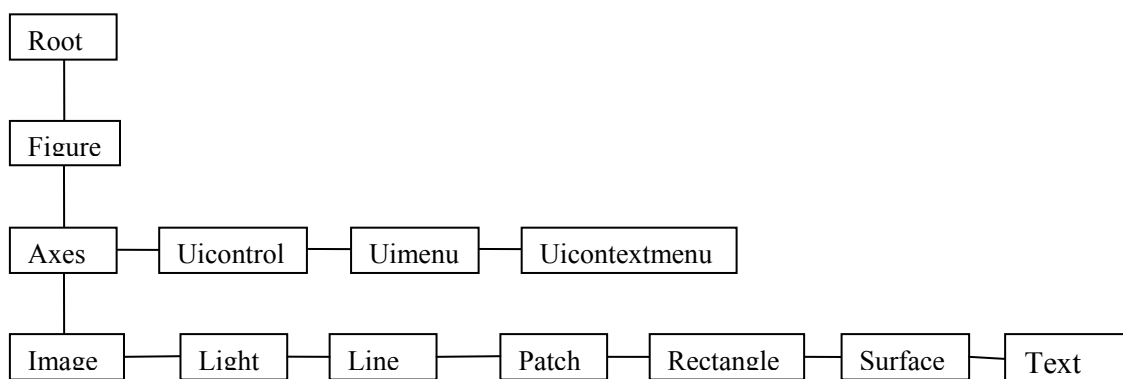 Root
Figure
Axes Uicontrol Uimenu Uicontextmenu
Image Light Line Patch Rectangle Surface Text